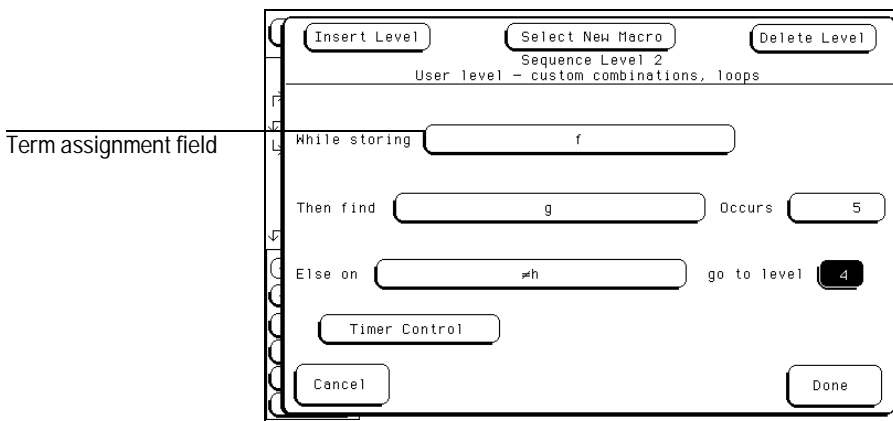 Insert Level Select New Macro Delete Level
Sequence Level 2
User level – custom combinations, loops
Term assignment field
While storing f
Then find g Occurs 5
Else on ≠h go to level 4
Timer Control
Cancel Done